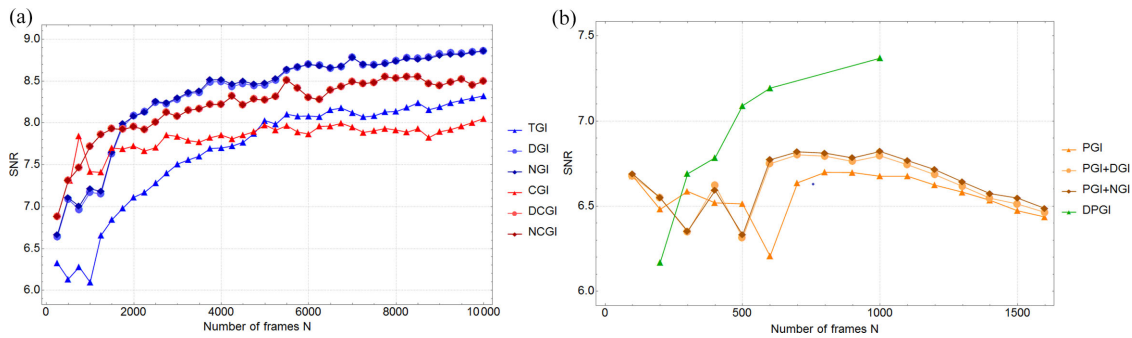 (a)
SNR
9.0
8.5
8.0
7.5
7.0
6.5
6.0
0
2000
4000
6000
8000
10000
Number of frames N
TGI
DGI
NGI
CGI
DCGI
NCGI
(b)
SNR
7.5
7.0
6.5
6.0
0
500
1000
1500
Number of frames N
PGI
PGI+DGI
PGI+NGI
DPGI